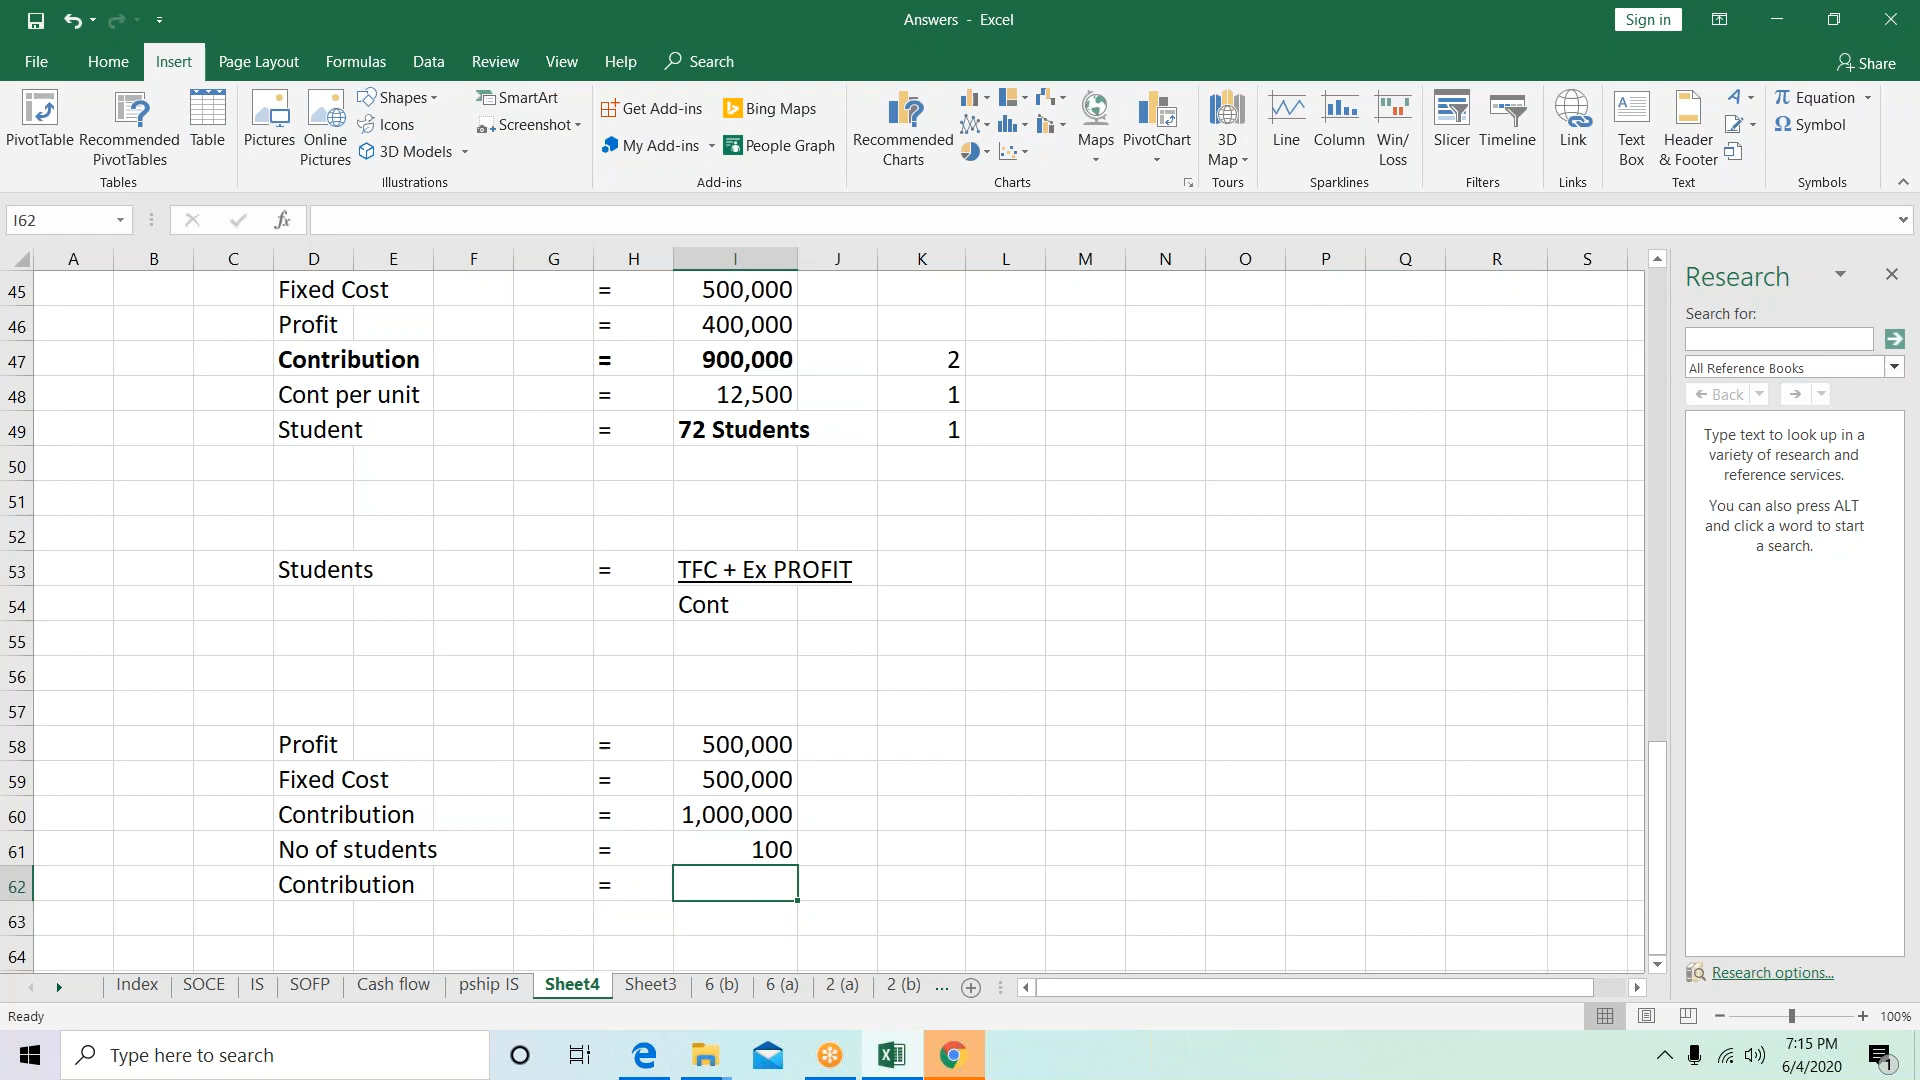 Answers - Excel
Sign in
File Home Insert Page Layout Formulas Data Review View Help Search
Share
PivotTable
Recommended PivotTables
Table
Tables
Pictures
Online Pictures
Shapes
Icons
3D Models
SmartArt
Screenshot
Illustrations
Get Add-ins
My Add-ins
Bing Maps
People Graph
Add-ins
Recommended Charts
Maps
PivotChart
Charts
3D Map
Tours
Line
Column
Win/ Loss
Sparklines
Slicer
Timeline
Filters
Link
Links
Text Box
Header & Footer
Text
Equation
Symbol
Symbols
I62
fx
A B C D E F G H I J K L M N O P Q R S
45 Fixed Cost = 500,000
46 Profit = 400,000
47 Contribution = 900,000 2
48 Cont per unit = 12,500 1
49 Student = 72 Students 1
50
51
52
53 Students = TFC + Ex PROFIT
54 Cont
55
56
57
58 Profit = 500,000
59 Fixed Cost = 500,000
60 Contribution = 1,000,000
61 No of students = 100
62 Contribution =
63
64
Research
Search for:
All Reference Books
Back
Type text to look up in a
variety of research and
reference services.
You can also press ALT
and click a word to start
a search.
Research options...
Index SOCE IS SOFP Cash flow pship IS Sheet4 Sheet3 6 (b) 6 (a) 2 (a) 2 (b) ...
Ready
100%
Type here to search
7:15 PM
6/4/2020
1